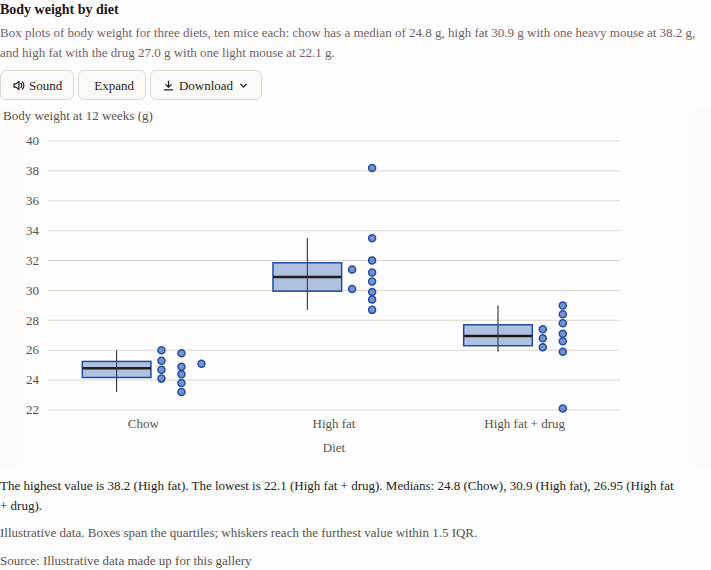 Body weight by diet
Box plots of body weight for three diets, ten mice each: chow has a median of 24.8 g, high fat 30.9 g with one heavy mouse at 38.2 g,
and high fat with the drug 27.0 g with one light mouse at 22.1 g.
Sound Expand Download
Body weight at 12 weeks (g)
40
38
36
34
32
30
28
26
24
22
Chow High fat High fat + drug
Diet
The highest value is 38.2 (High fat). The lowest is 22.1 (High fat + drug). Medians: 24.8 (Chow), 30.9 (High fat), 26.95 (High fat
+ drug).
Illustrative data. Boxes span the quartiles; whiskers reach the furthest value within 1.5 IQR.
Source: Illustrative data made up for this gallery